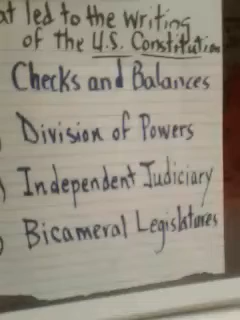 at led to the writing
of the U.S. Constitution
Checks and Balances
Division of Powers
) Independent Judiciary
) Bicameral Legislatures